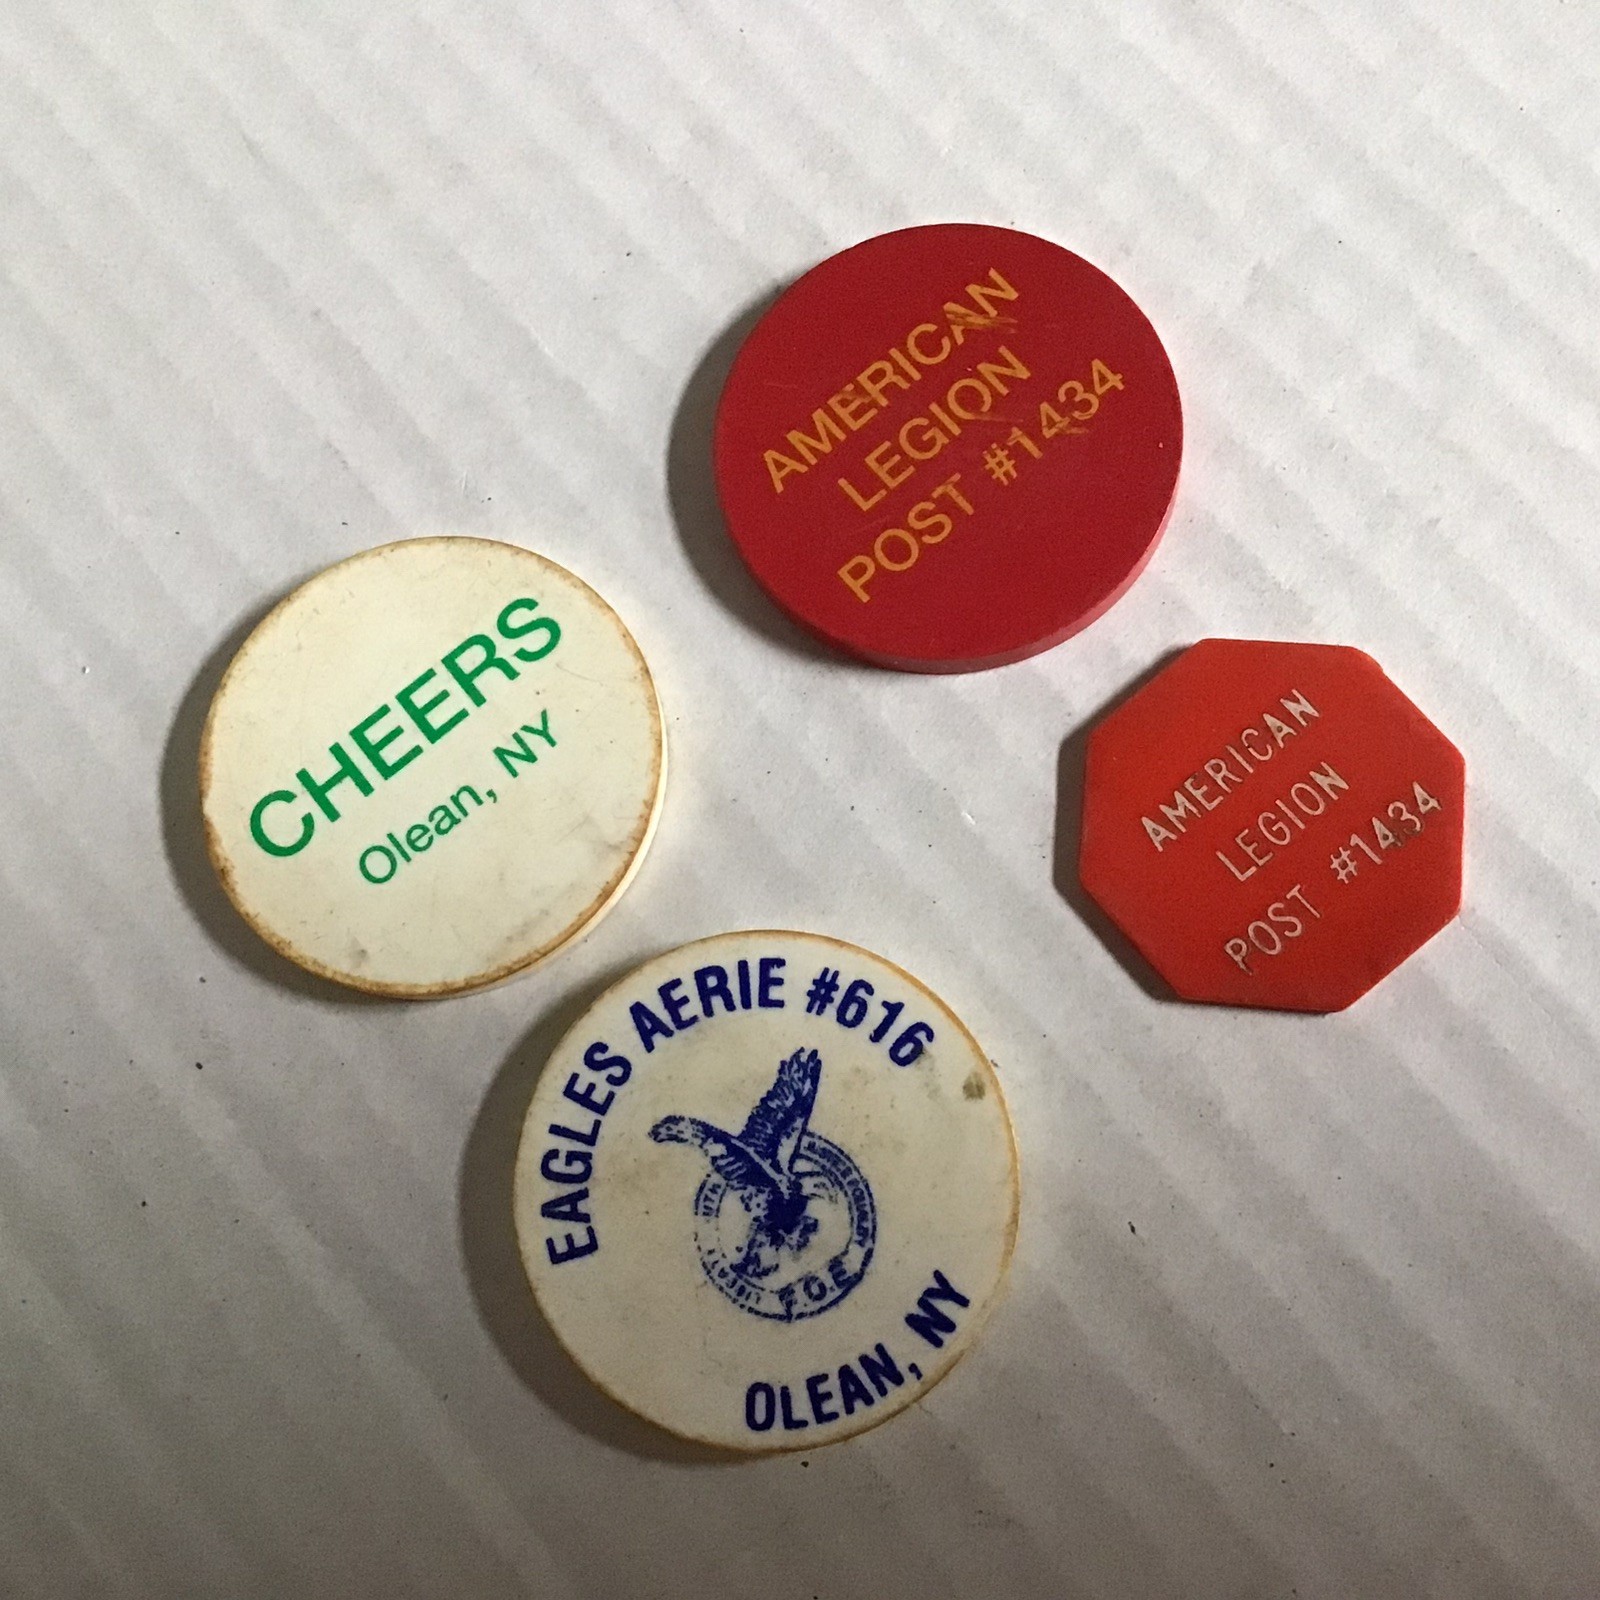 AMERICAN
LEGION
POST #1434
CHEERS
Olean, NY
AMERICAN
LEGION
POST #1434
EAGLES AERIE #616
F.O.E.
OLEAN, NY